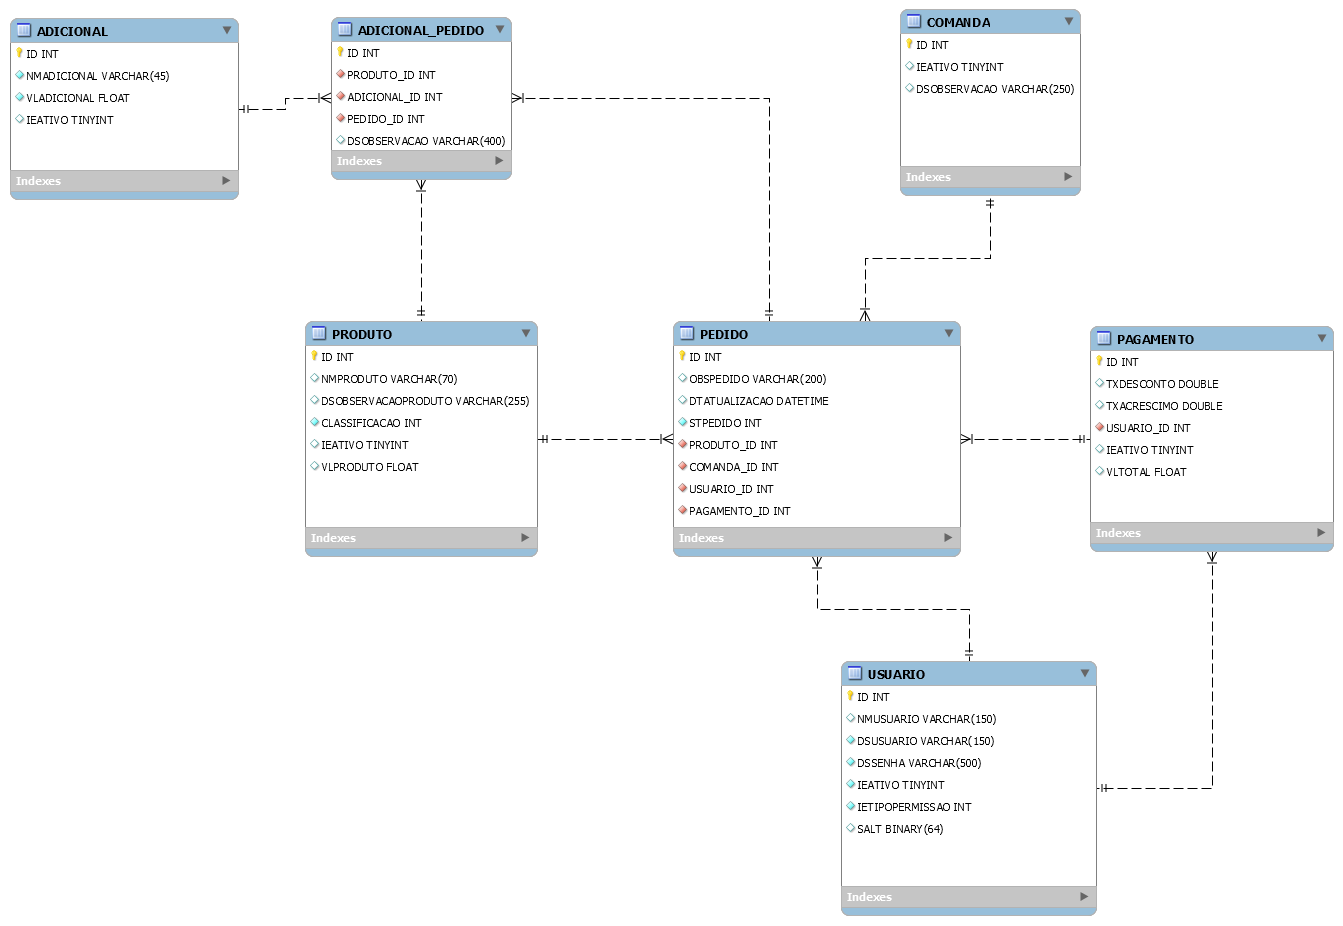 ADICIONAL
ID INT
NMADICIONAL VARCHAR(45)
VLADICIONAL FLOAT
IEATIVO TINYINT
Indexes
ADICIONAL_PEDIDO
ID INT
PRODUTO_ID INT
ADICIONAL_ID INT
PEDIDO_ID INT
DSOBSERVACAO VARCHAR(400)
Indexes
COMANDA
ID INT
IEATIVO TINYINT
DSOBSERVACAO VARCHAR(250)
Indexes
PRODUTO
ID INT
NMPRODUTO VARCHAR(70)
DSOBSERVACAOPRODUTO VARCHAR(255)
CLASSIFICACAO INT
IEATIVO TINYINT
VLPRODUTO FLOAT
Indexes
PEDIDO
ID INT
OBSPEDIDO VARCHAR(200)
DTATUALIZACAO DATETIME
STPEDIDO INT
PRODUTO_ID INT
COMANDA_ID INT
USUARIO_ID INT
PAGAMENTO_ID INT
Indexes
PAGAMENTO
ID INT
TXDESCONTO DOUBLE
TXACRESCIMO DOUBLE
USUARIO_ID INT
IEATIVO TINYINT
VLTOTAL FLOAT
Indexes
USUARIO
ID INT
NMUSUARIO VARCHAR(150)
DSUSUARIO VARCHAR(150)
DSSENHA VARCHAR(500)
IEATIVO TINYINT
IETIPOPERMISSAO INT
SALT BINARY(64)
Indexes